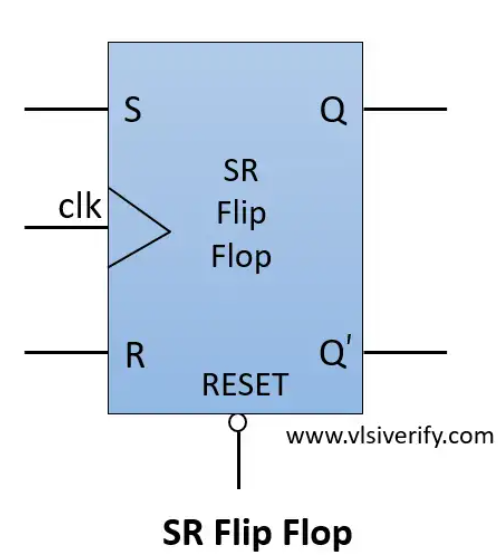 S
Q
SR
clk
Flip
Flop
R
Q'
RESET
www.vlsiverify.com
SR Flip Flop